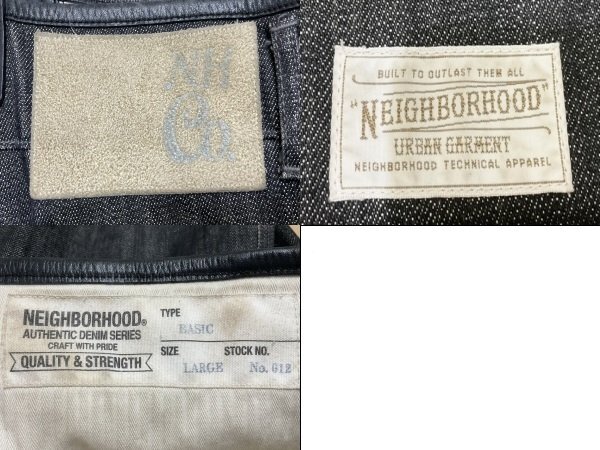 NH
Gn
BUILT TO OUTLAST THEM ALL
"NEIGHBORHOOD"
URBAN GARMENT
NEIGHBORHOOD TECHNICAL APPAREL
NEIGHBORHOOD®
AUTHENTIC DENIM SERIES
CRAFT WITH PRIDE
QUALITY & STRENGTH
TYPE
BASIC
SIZE STOCK NO.
LARGE No. 612